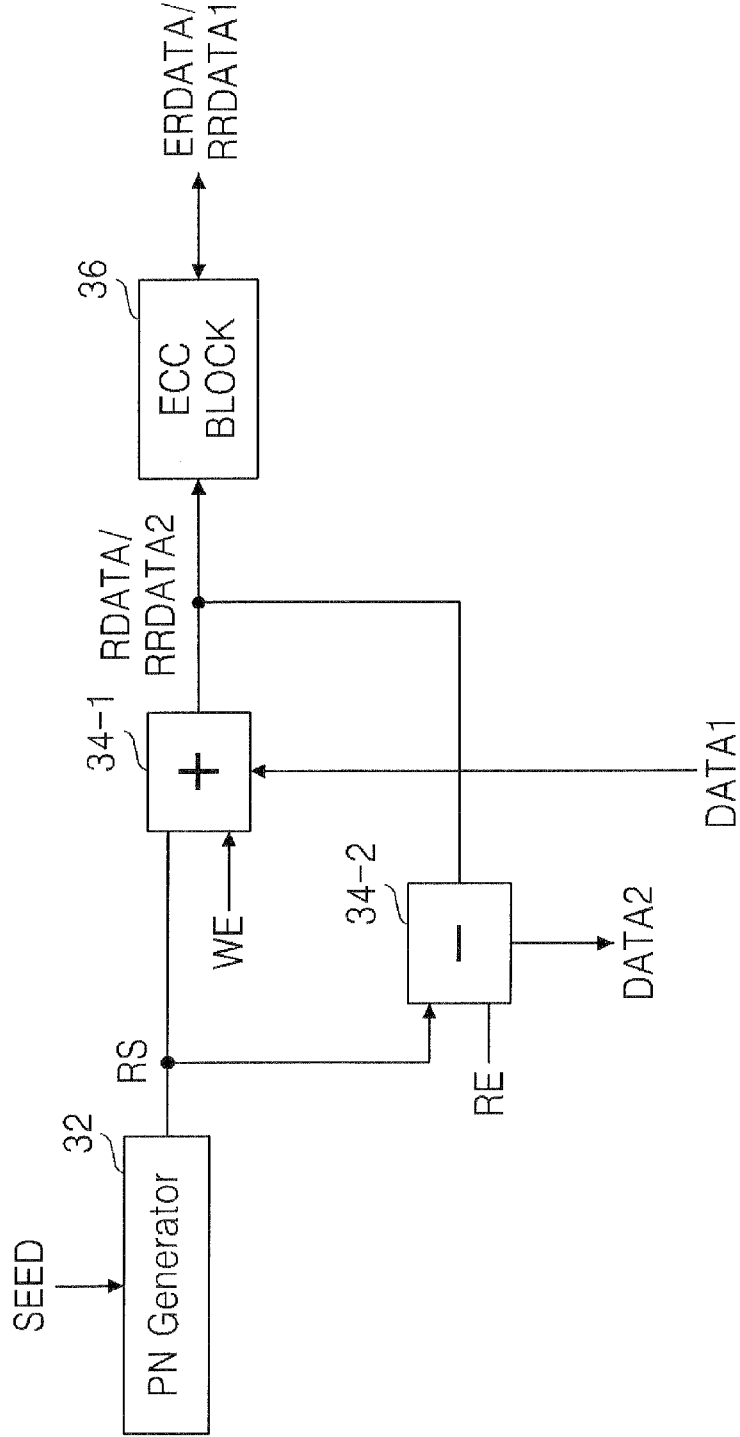 SEED
32
PN Generator
RS
WE
RE
34-1
+
34-2
−
DATA2
DATA1
RDATA/
RRDATA2
36
ECC
BLOCK
ERDATA/
RRDATA1